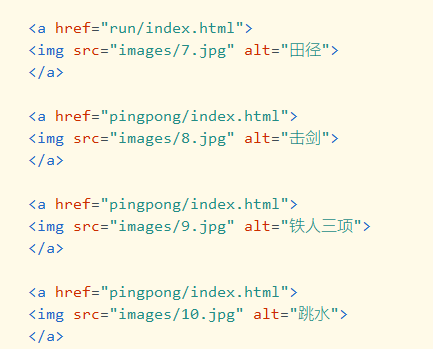 <a href="run/index.html">
<img src="images/7.jpg" alt="田径">
</a>
<a href="pingpong/index.html">
<img src="images/8.jpg" alt="击剑">
</a>
<a href="pingpong/index.html">
<img src="images/9.jpg" alt="铁人三项">
</a>
<a href="pingpong/index.html">
<img src="images/10.jpg" alt="跳水">
</a>